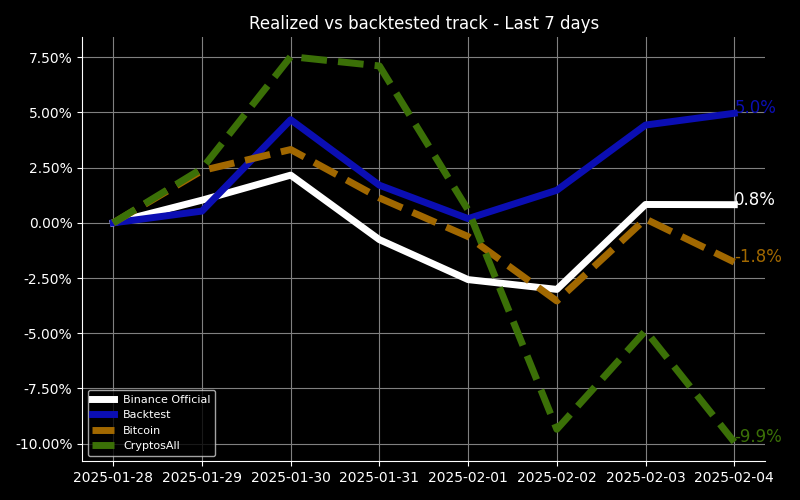 Realized vs backtested track - Last 7 days
7.50%
5.00%
2.50%
0.00%
-2.50%
-5.00%
-7.50%
-10.00%
5.0%
0.8%
-1.8%
-9.9%
Binance Official
Backtest
Bitcoin
CryptosAll
2025-01-28 2025-01-29 2025-01-30 2025-01-31 2025-02-01 2025-02-02 2025-02-03 2025-02-04